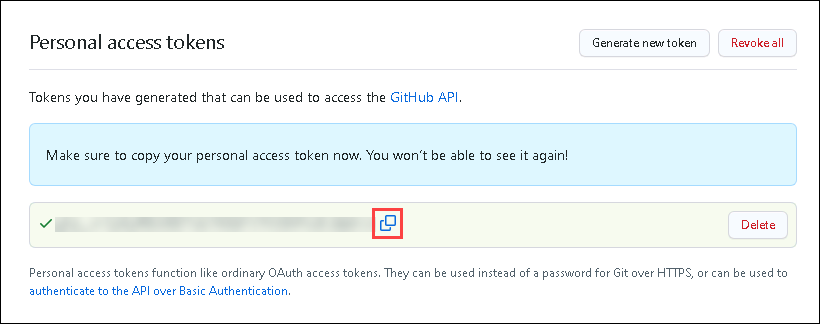 Personal access tokens
Generate new token
Revoke all
Tokens you have generated that can be used to access the GitHub API.
Make sure to copy your personal access token now. You won't be able to see it again!
Delete
Personal access tokens function like ordinary OAuth access tokens. They can be used instead of a password for Git over HTTPS, or can be used to
authenticate to the API over Basic Authentication.